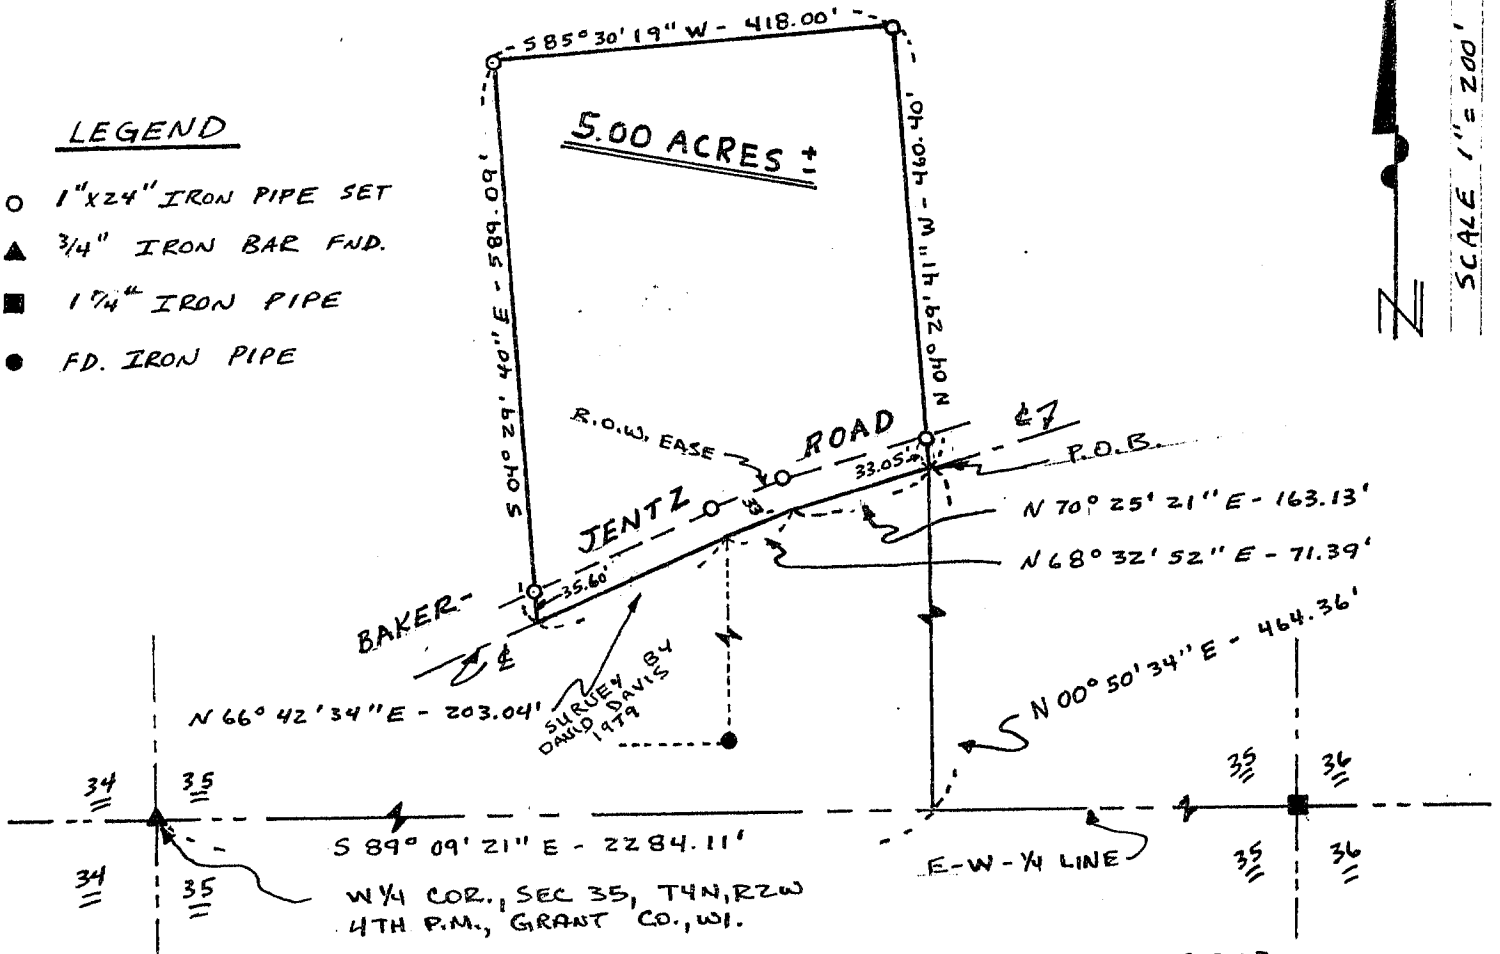 S 85° 30' 19" W - 418.00'
LEGEND
1" X 24" IRON PIPE SET
3/4" IRON BAR FND.
1 1/4" IRON PIPE
FD. IRON PIPE
5.00 ACRES ±
S 04° 29' 40" E - 589.09'
N 04° 29' 41" W - 460.40'
SCALE 1" = 200'
N
R.O.W. EASE
BAKER-JENTZ ROAD
33.05'
33
35.60'
℄
℄
P.O.B.
N 70° 25' 21" E - 163.13'
N 68° 32' 52" E - 71.39'
N 66° 42' 34" E - 203.04'
SURVEY BY
DAVID DAVIS
1979
N 00° 50' 34" E - 464.36'
34 35
34 35
35 36
35 36
S 89° 09' 21" E - 2284.11'
E-W-1/4 LINE
W 1/4 COR., SEC 35, T4N, R2W
4TH P.M., GRANT CO., WI.